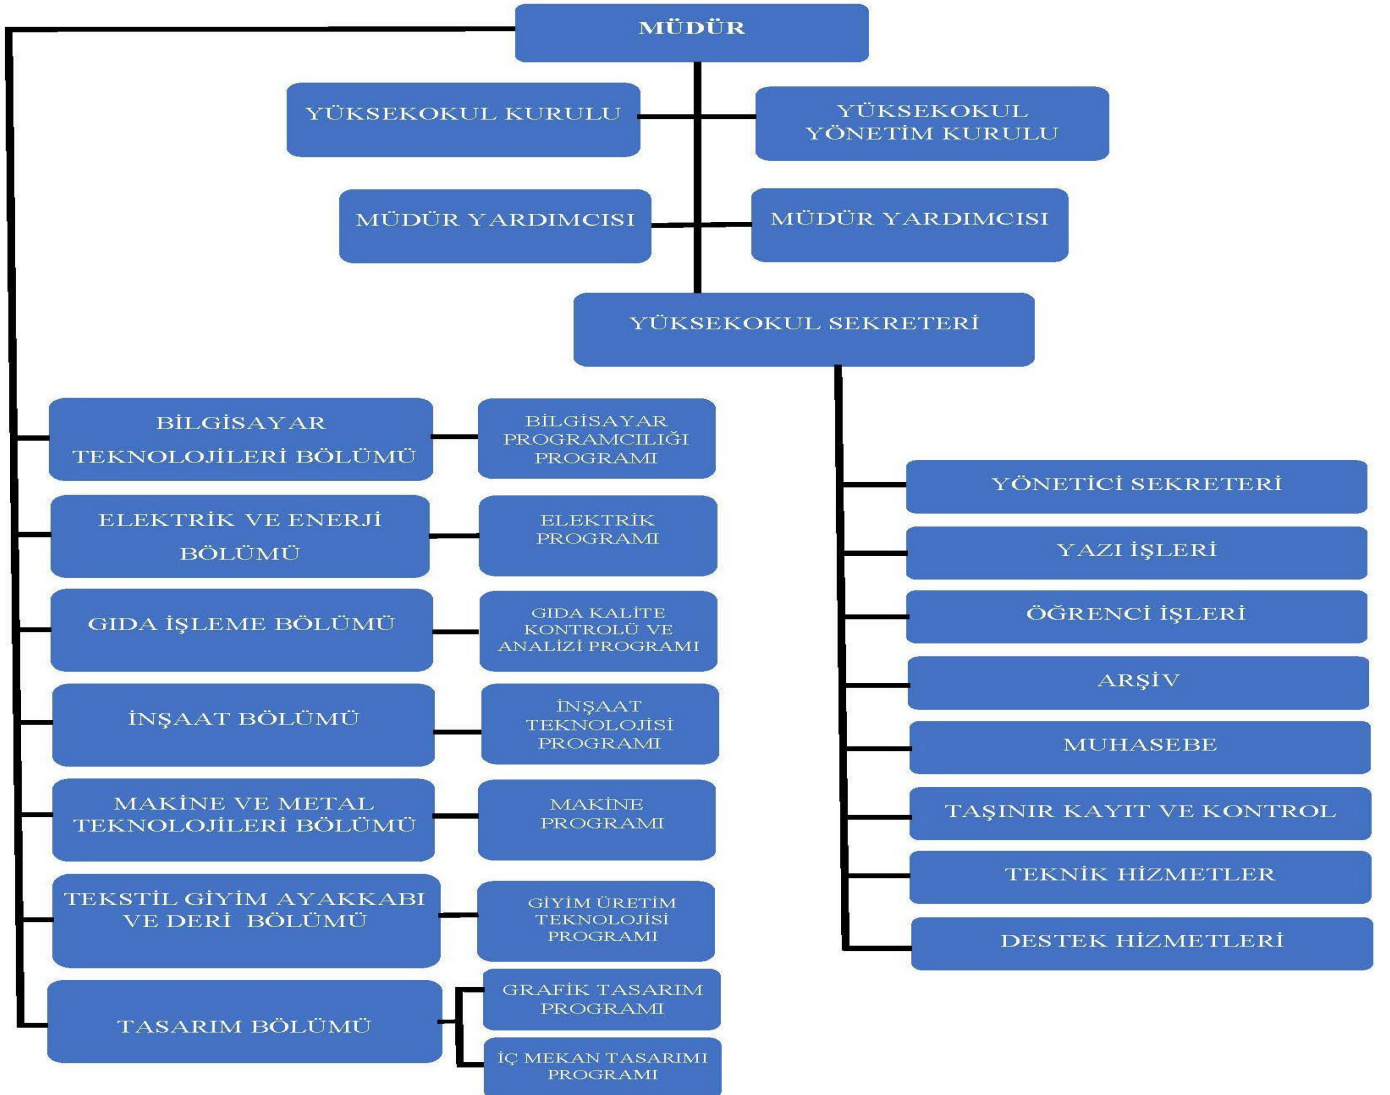 MÜDÜR
YÜKSEKOKUL KURULU
YÜKSEKOKUL
YÖNETİM KURULU
MÜDÜR YARDIMCISI
MÜDÜR YARDIMCISI
YÜKSEKOKUL SEKRETERİ
BİLGİSAYAR
TEKNOLOJİLERİ BÖLÜMÜ
BİLGİSAYAR
PROGRAMCILIĞI
PROGRAMI
ELEKTRİK VE ENERJİ
BÖLÜMÜ
ELEKTRİK
PROGRAMI
GIDA İŞLEME BÖLÜMÜ
GIDA KALİTE
KONTROLÜ VE
ANALİZİ PROGRAMI
İNŞAAT BÖLÜMÜ
İNŞAAT
TEKNOLOJİSİ
PROGRAMI
MAKİNE VE METAL
TEKNOLOJİLERİ BÖLÜMÜ
MAKİNE
PROGRAMI
TEKSTİL GİYİM AYAKKABI
VE DERİ BÖLÜMÜ
GİYİM ÜRETİM
TEKNOLOJİSİ
PROGRAMI
TASARIM BÖLÜMÜ
GRAFİK TASARIM
PROGRAMI
İÇ MEKAN TASARIMI
PROGRAMI
YÖNETİCİ SEKRETERİ
YAZI İŞLERİ
ÖĞRENCİ İŞLERİ
ARŞİV
MUHASEBE
TAŞINIR KAYIT VE KONTROL
TEKNİK HİZMETLER
DESTEK HİZMETLERİ